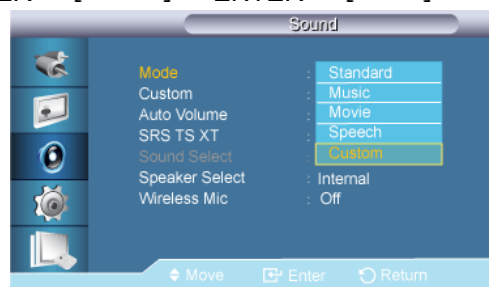 Sound
Mode : Standard
Custom Music
Auto Volume : Movie
SRS TS XT : Speech
Sound Select : Custom
Speaker Select : Internal
Wireless Mic : Off
Move Enter Return